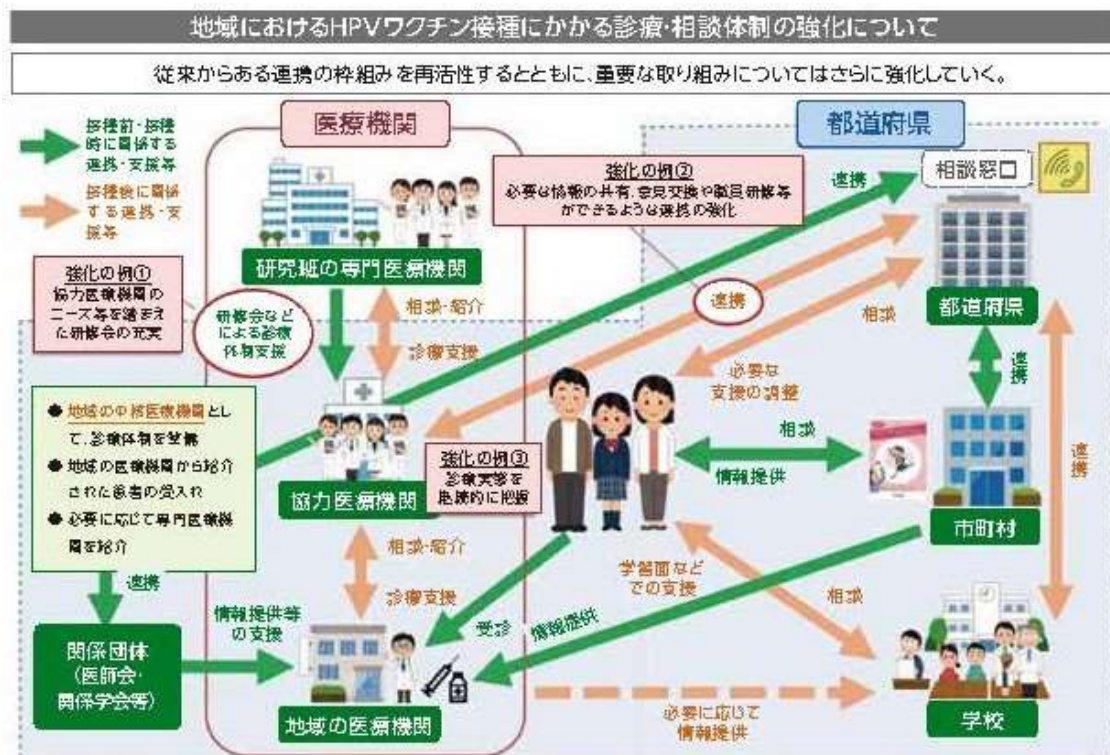 地域におけるHPVワクチン接種にかかる診療・相談体制の強化について
従来からある連携の枠組みを再活性するとともに、重要な取り組みについてはさらに強化していく。
接種前・接種
時に関係する
連携・支援等
接種後に関係
する連携・支
援等
医療機関
都道府県
相談窓口
強化の例②
必要な情報の共有、意見交換や職員研修等
ができるような連携の強化
連携
研究班の専門医療機関
強化の例①
協力医療機関の
ニーズ等を踏まえ
た研修会の充実
研修会など
による診療
体制支援
相談・紹介
診療支援
連携
相談
都道府県
必要な
支援の調整
連携
連携
●地域の中核医療機関とし
て、診療体制を整備
●地域の医療機関から紹介
された患者の受入れ
●必要に応じて専門医療機
関を紹介
協力医療機関
強化の例③
診療実態を
継続的に把握
相談
情報提供
市町村
相談・紹介
診療支援
連携
関係団体
(医師会・
関係学会等)
情報提供等
の支援
受診
情報提供
学習面など
での支援
相談
地域の医療機関
必要に応じて
情報提供
学校